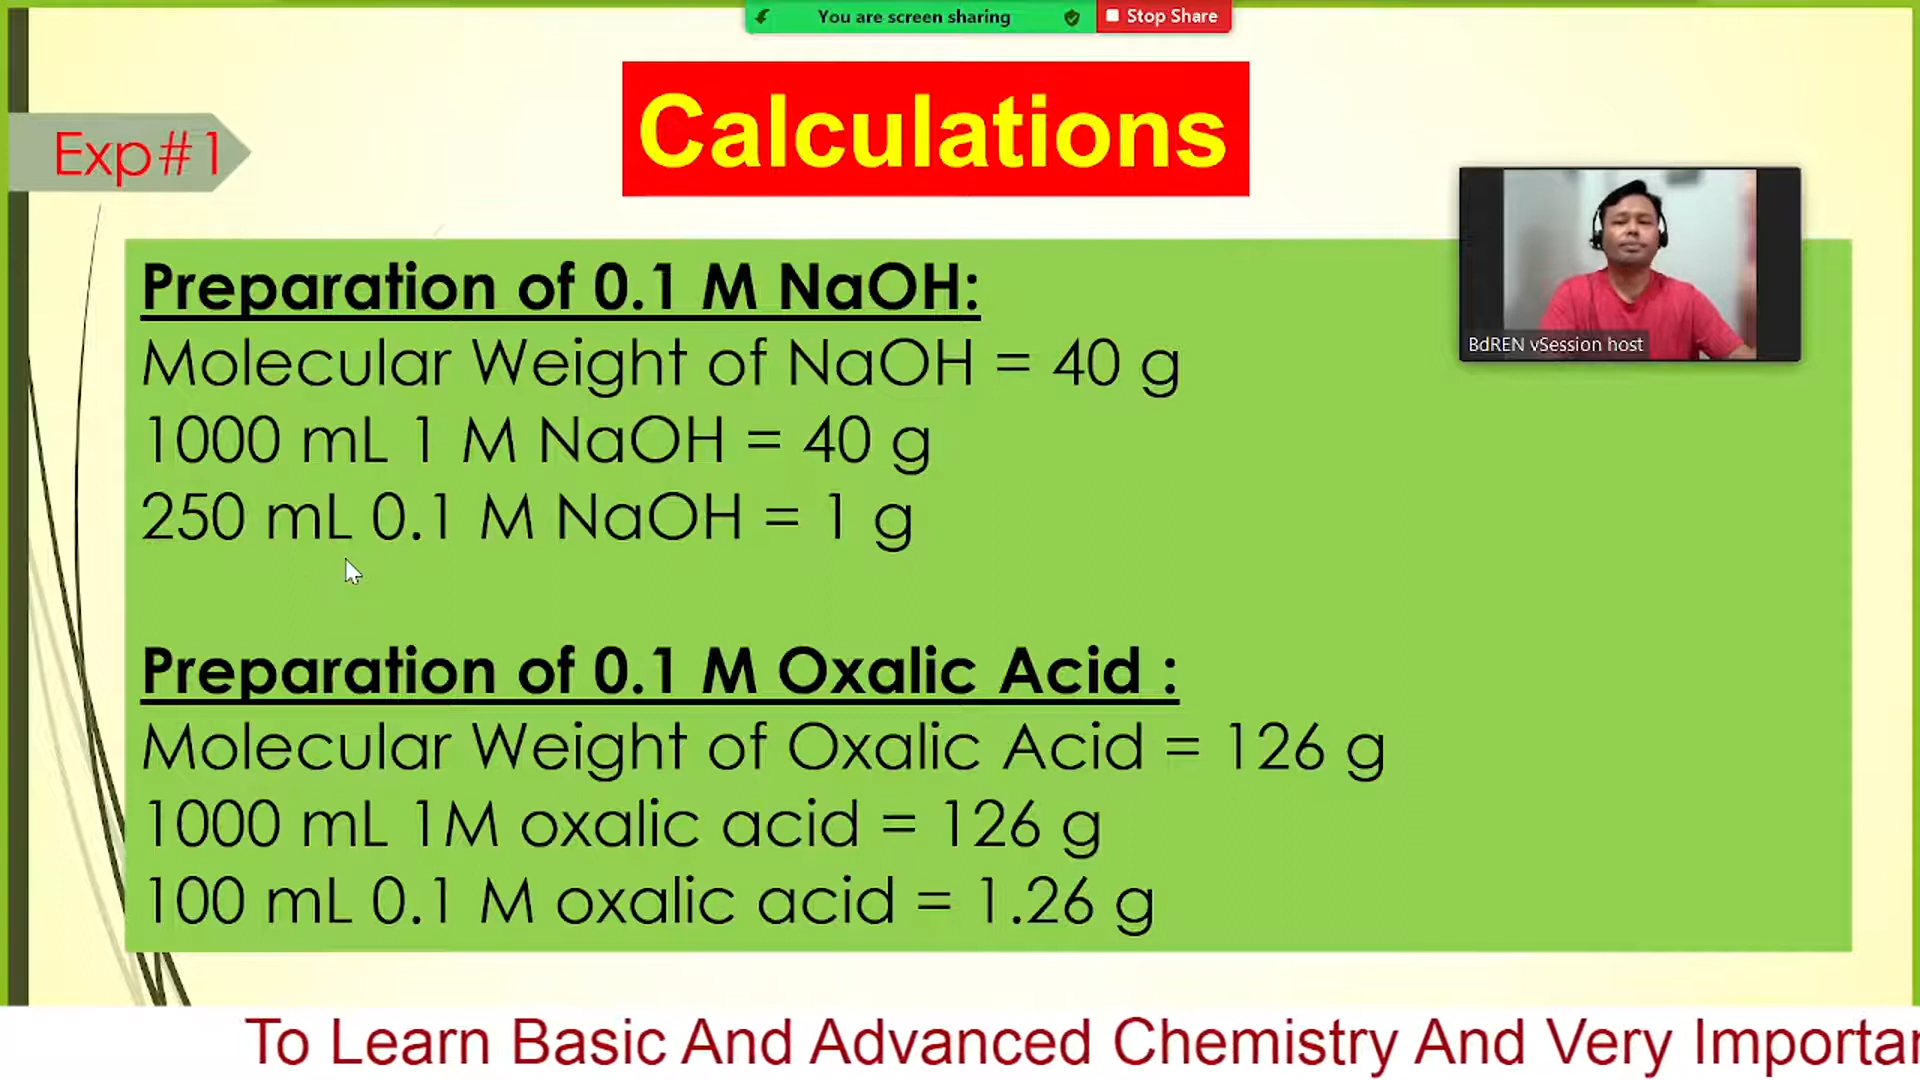 You are screen sharing
Stop Share
Calculations
Exp#1
BdREN vSession host
Preparation of 0.1 M NaOH:
Molecular Weight of NaOH = 40 g
1000 mL 1 M NaOH = 40 g
250 mL 0.1 M NaOH = 1 g
Preparation of 0.1 M Oxalic Acid :
Molecular Weight of Oxalic Acid = 126 g
1000 mL 1M oxalic acid = 126 g
100 mL 0.1 M oxalic acid = 1.26 g
To Learn Basic And Advanced Chemistry And Very Importa